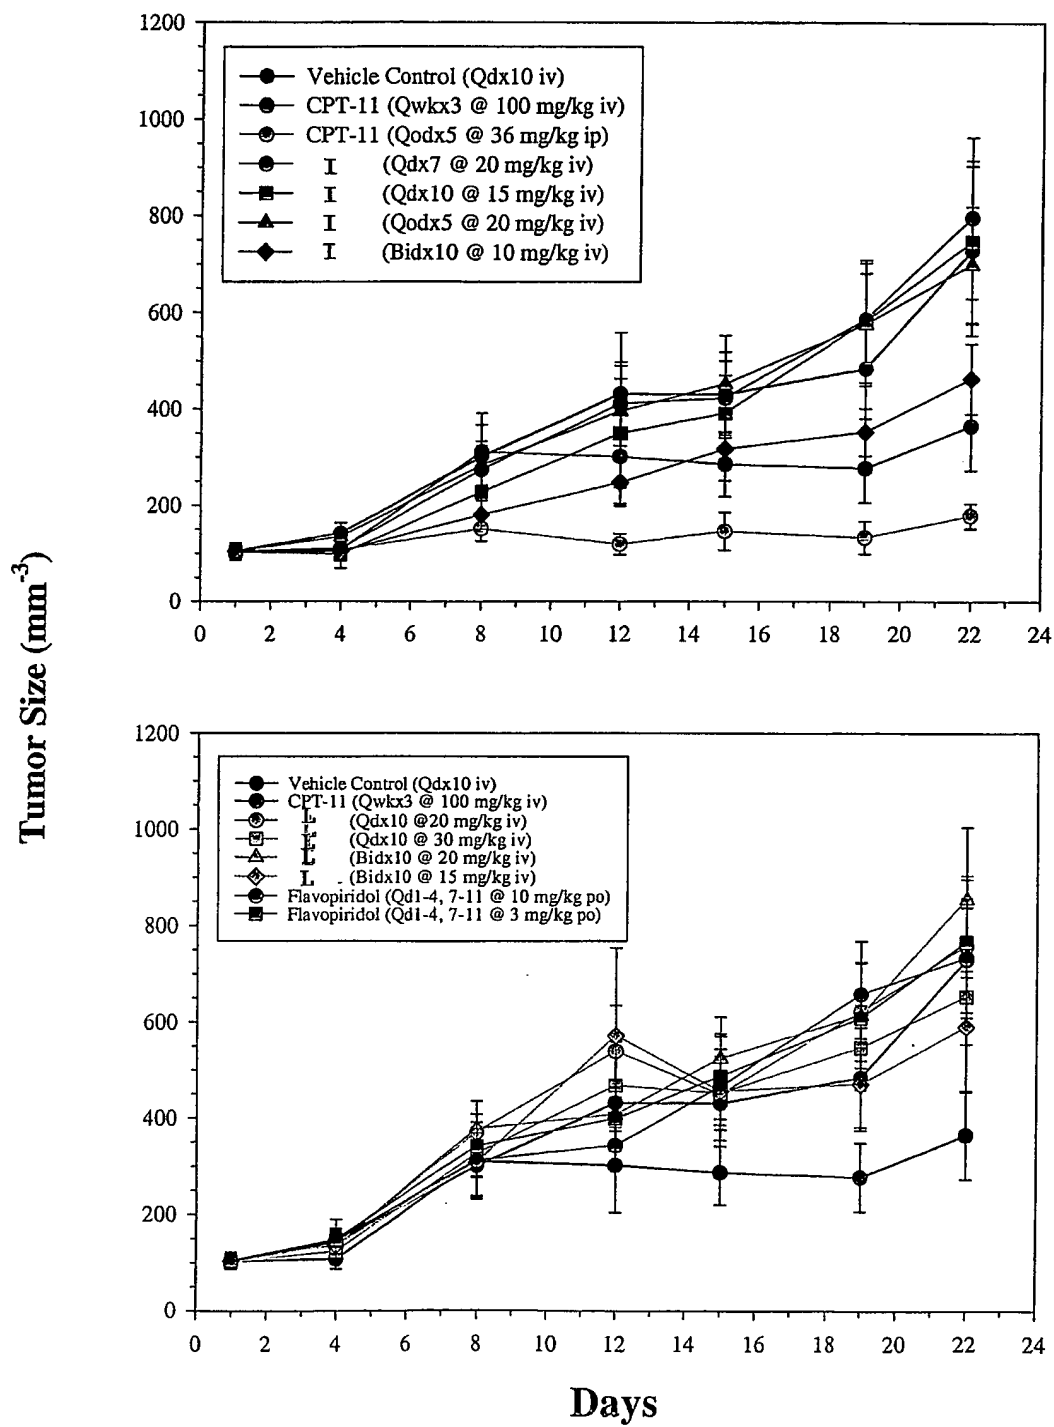 1200
1000
800
600
400
200
0
Vehicle Control (Qdx10 iv)
CPT-11 (Qwkx3 @ 100 mg/kg iv)
CPT-11 (Qodx5 @ 36 mg/kg ip)
I (Qdx7 @ 20 mg/kg iv)
I (Qdx10 @ 15 mg/kg iv)
I (Qodx5 @ 20 mg/kg iv)
I (Bidx10 @ 10 mg/kg iv)
0 2 4 6 8 10 12 14 16 18 20 22 24
Tumor Size (mm-3)
1200
1000
800
600
400
200
0
Vehicle Control (Qdx10 iv)
CPT-11 (Qwkx3 @ 100 mg/kg iv)
L (Qdx10 @20 mg/kg iv)
L (Qdx10 @ 30 mg/kg iv)
L (Bidx10 @ 20 mg/kg iv)
L (Bidx10 @ 15 mg/kg iv)
Flavopiridol (Qd1-4, 7-11 @ 10 mg/kg po)
Flavopiridol (Qd1-4, 7-11 @ 3 mg/kg po)
0 2 4 6 8 10 12 14 16 18 20 22 24
Days